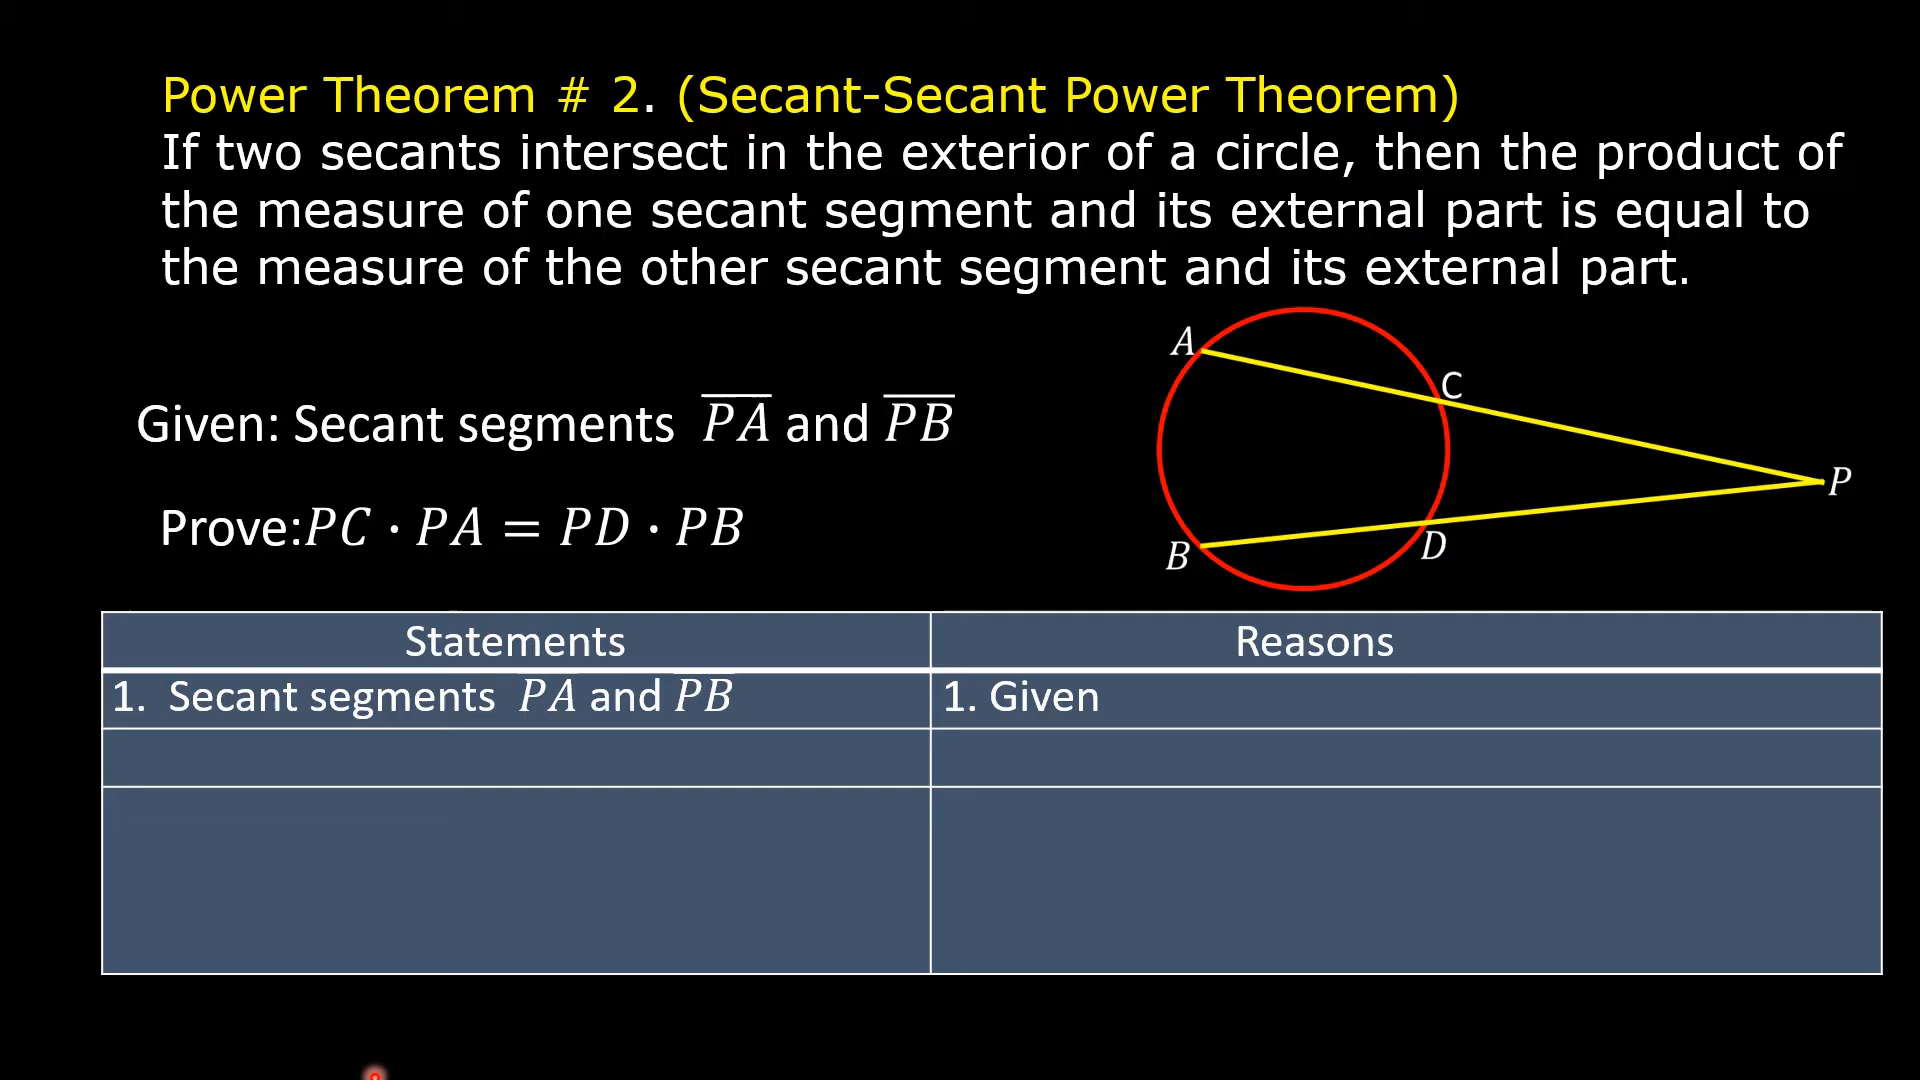 Power Theorem # 2. (Secant-Secant Power Theorem)
If two secants intersect in the exterior of a circle, then the product of
the measure of one secant segment and its external part is equal to
the measure of the other secant segment and its external part.
Given: Secant segments P̅A̅ and P̅B̅
Prove:PC · PA = PD · PB
A
C
P
B
D
Statements
Reasons
1. Secant segments PA and PB
1. Given